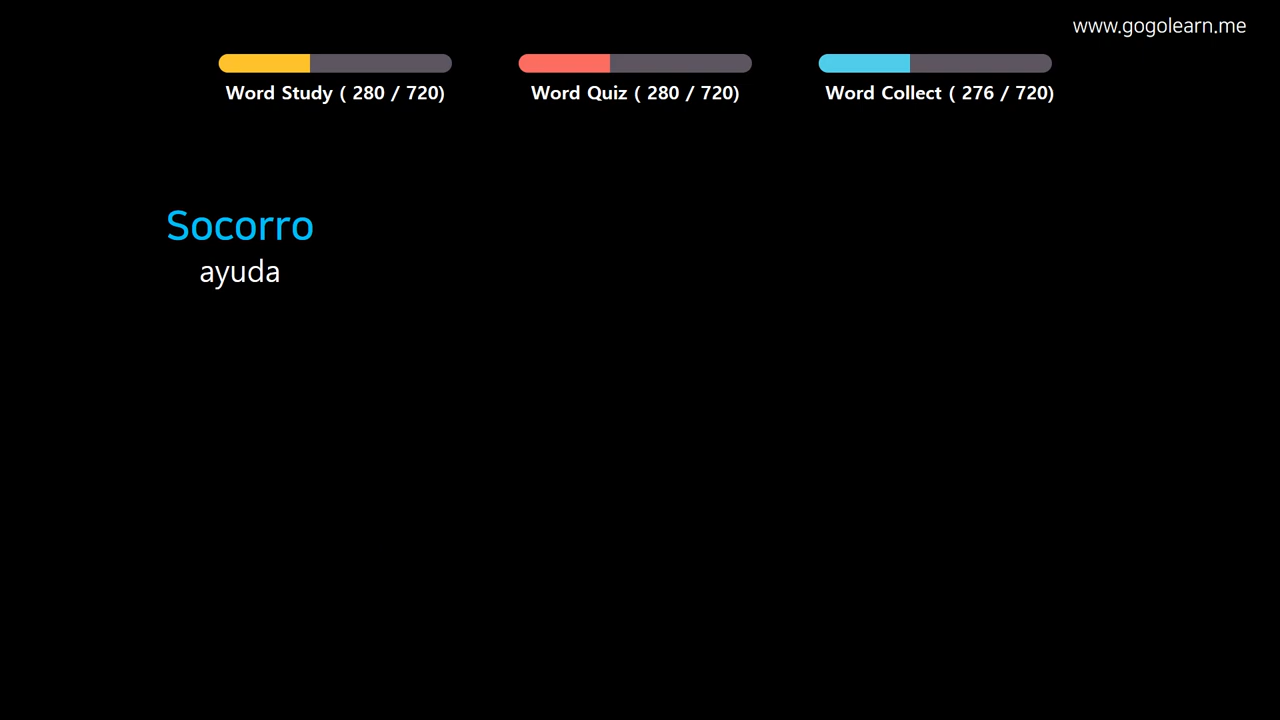 www.gogolearn.me
Word Study ( 280 / 720)
Word Quiz ( 280 / 720)
Word Collect ( 276 / 720)
Socorro
ayuda